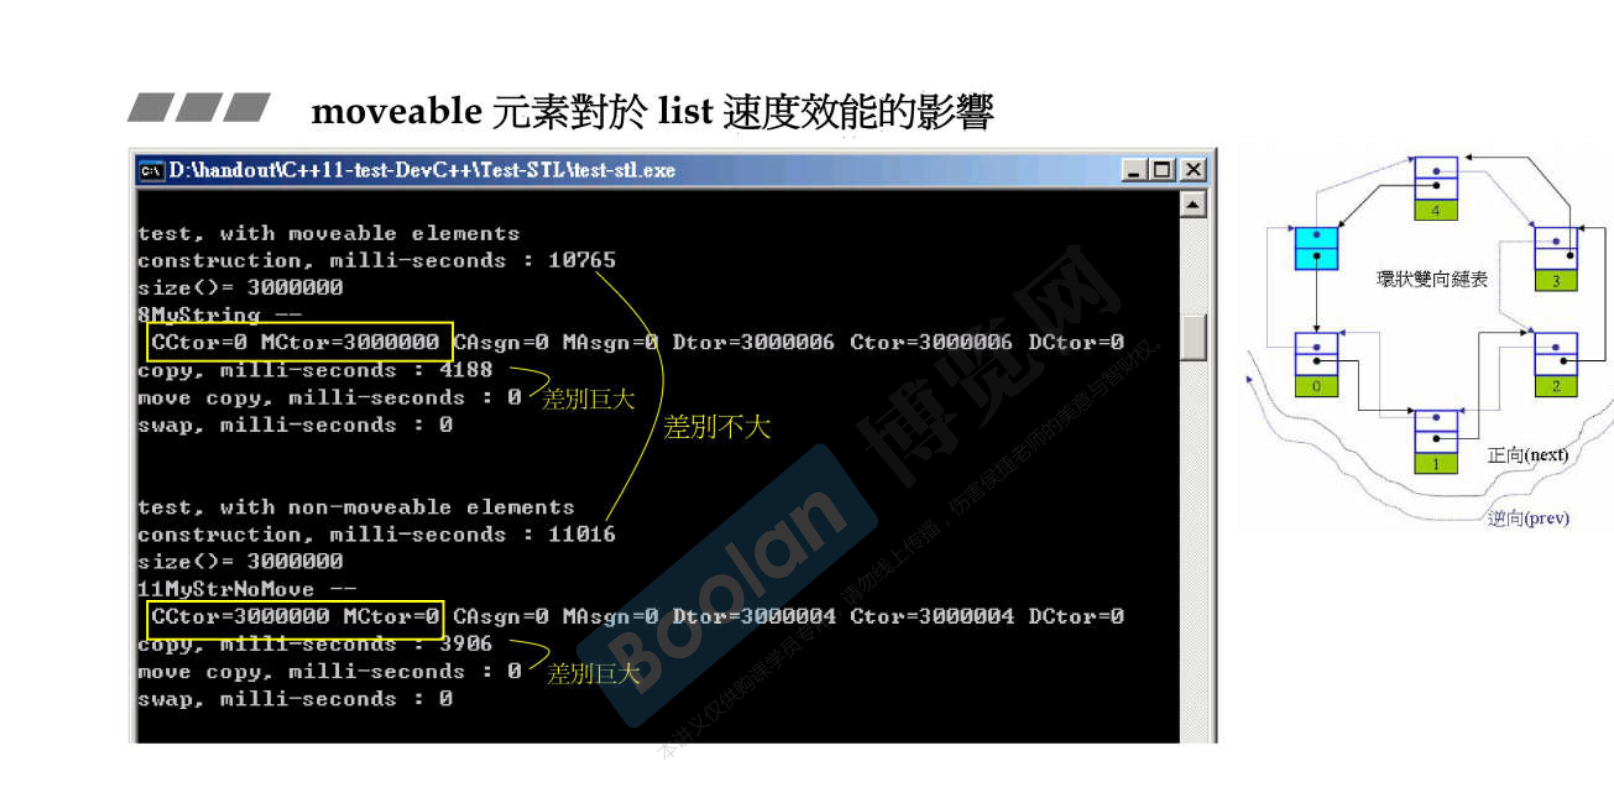 moveable 元素對於 list 速度效能的影響
D:\handout\C++11-test-DevC++\Test-STL\test-stl.exe
test, with moveable elements
construction, milli-seconds : 10765
size()= 3000000
8MyString --
CCtor=0 MCtor=3000000 CAsgn=0 MAsgn=0 Dtor=3000006 Ctor=3000006 DCtor=0
copy, milli-seconds : 4188
move copy, milli-seconds : 0 差別巨大
swap, milli-seconds : 0
差別不大
test, with non-moveable elements
construction, milli-seconds : 11016
size()= 3000000
11MyStrNoMove --
CCtor=3000000 MCtor=0 CAsgn=0 MAsgn=0 Dtor=3000004 Ctor=3000004 DCtor=0
copy, milli-seconds : 3906
move copy, milli-seconds : 0 差別巨大
swap, milli-seconds : 0
4
3
環狀雙向鏈表
0
2
1
正向(next)
逆向(prev)
Boolan 博览网
本讲义仅供购课学员专用，请勿线上传播，伤害侯捷老师的美意与智财权。